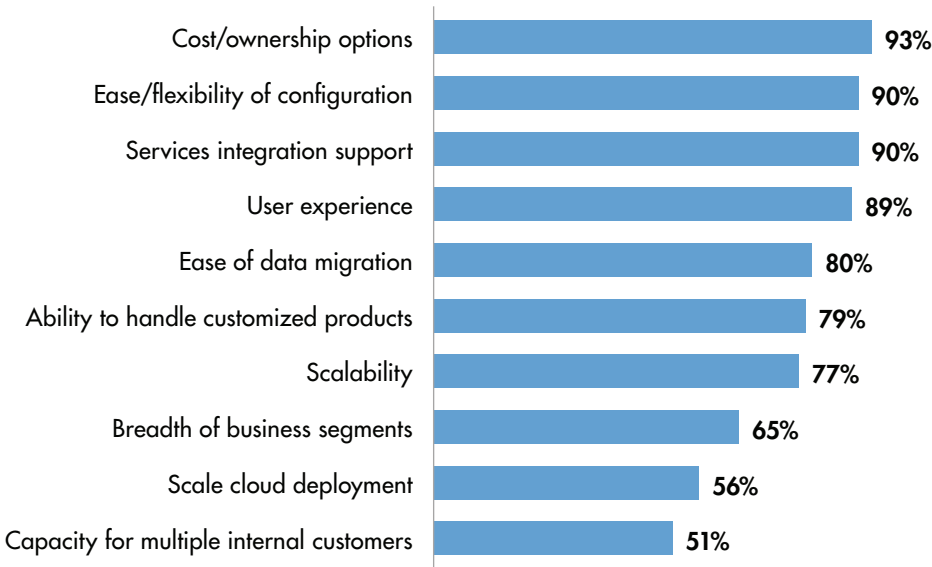 Cost/ownership options 93%
Ease/flexibility of configuration 90%
Services integration support 90%
User experience 89%
Ease of data migration 80%
Ability to handle customized products 79%
Scalability 77%
Breadth of business segments 65%
Scale cloud deployment 56%
Capacity for multiple internal customers 51%